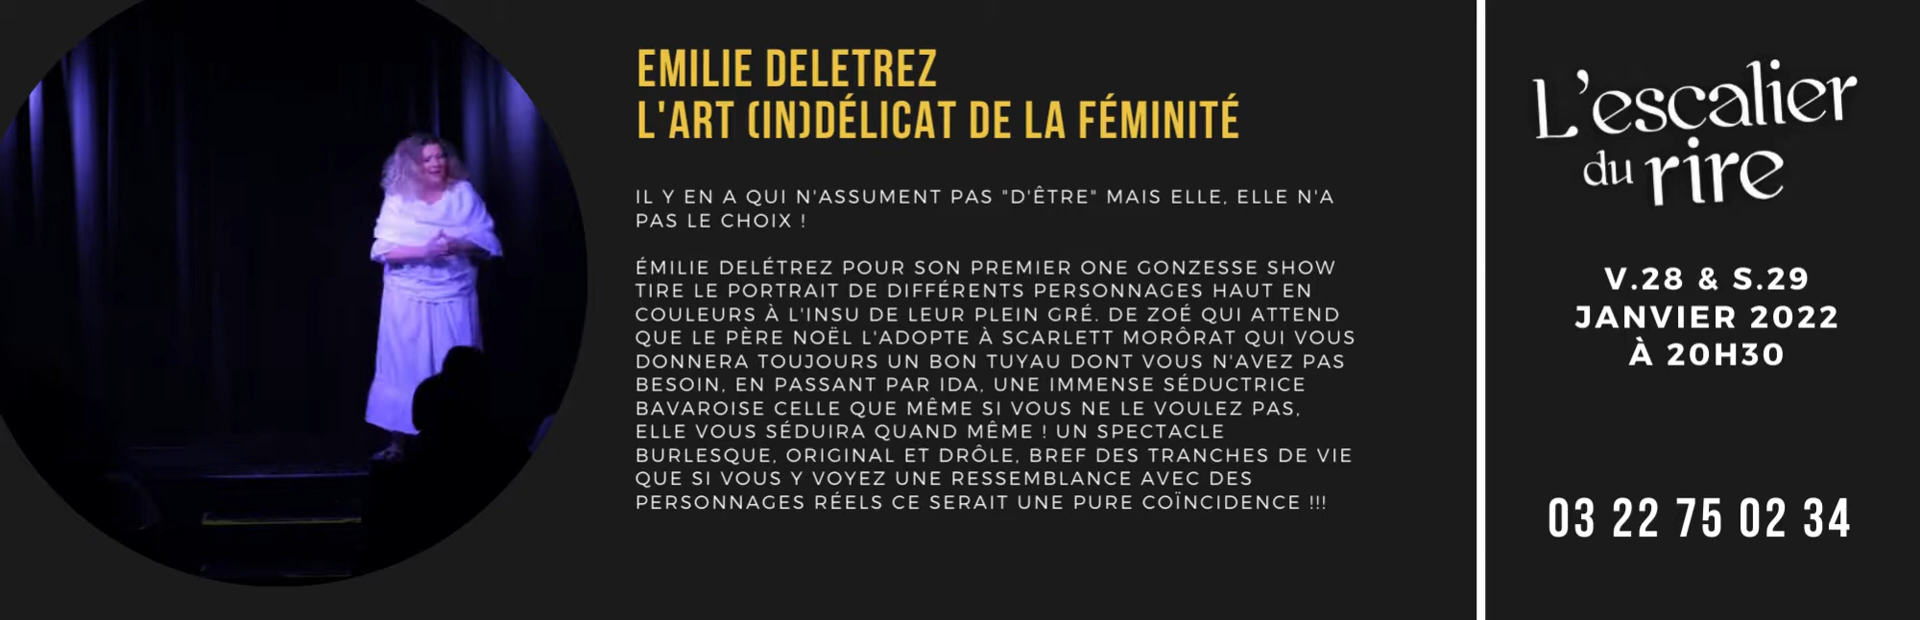 EMILIE DELETREZ
L'ART (IN)DÉLICAT DE LA FÉMINITÉ
IL Y EN A QUI N'ASSUMENT PAS "D'ÊTRE" MAIS ELLE, ELLE N'A
PAS LE CHOIX !
ÉMILIE DELÉTREZ POUR SON PREMIER ONE GONZESSE SHOW
TIRE LE PORTRAIT DE DIFFÉRENTS PERSONNAGES HAUT EN
COULEURS À L'INSU DE LEUR PLEIN GRÉ. DE ZOÉ QUI ATTEND
QUE LE PÈRE NOËL L'ADOPTE À SCARLETT MORÔRAT QUI VOUS
DONNERA TOUJOURS UN BON TUYAU DONT VOUS N'AVEZ PAS
BESOIN, EN PASSANT PAR IDA, UNE IMMENSE SÉDUCTRICE
BAVAROISE CELLE QUE MÊME SI VOUS NE LE VOULEZ PAS,
ELLE VOUS SÉDUIRA QUAND MÊME ! UN SPECTACLE
BURLESQUE, ORIGINAL ET DRÔLE, BREF DES TRANCHES DE VIE
QUE SI VOUS Y VOYEZ UNE RESSEMBLANCE AVEC DES
PERSONNAGES RÉELS CE SERAIT UNE PURE COÏNCIDENCE !!!
L'escalier
du rire
V.28 & S.29
JANVIER 2022
À 20H30
03 22 75 02 34